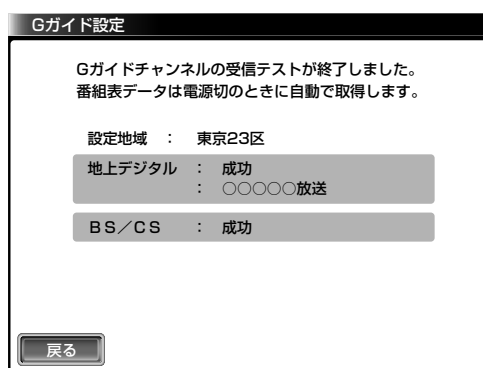 Gガイド設定
Gガイドチャンネルの受信テストが終了しました。
番組表データは電源切のときに自動で取得します。
設定地域 : 東京23区
地上デジタル : 成功
: ○○○○○放送
BS/CS : 成功
戻る